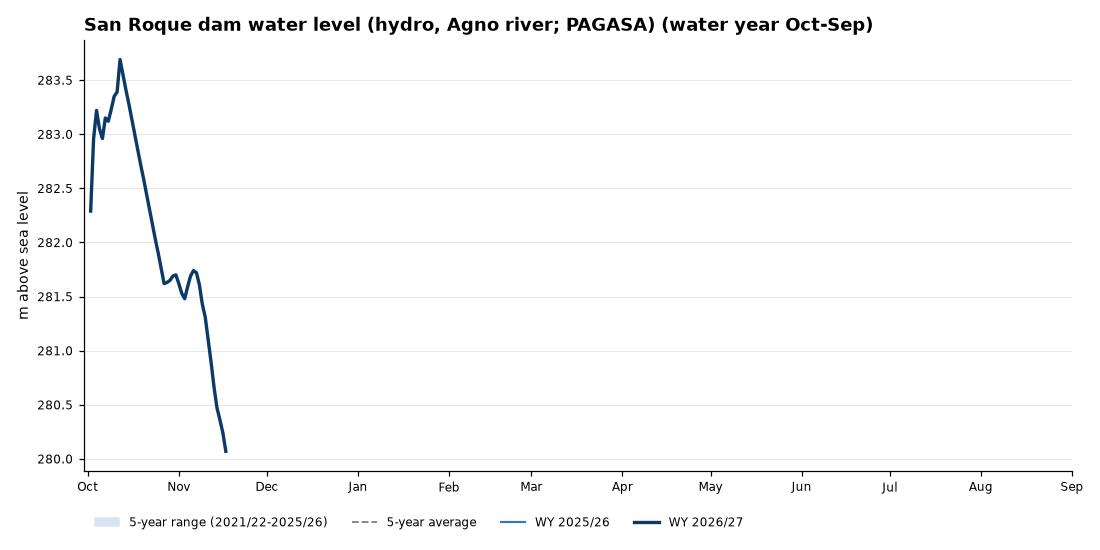 San Roque dam water level (hydro, Agno river; PAGASA) (water year Oct-Sep)
m above sea level
283.5
283.0
282.5
282.0
281.5
281.0
280.5
280.0
Oct Nov Dec Jan Feb Mar Apr May Jun Jul Aug Sep
5-year range (2021/22-2025/26) 5-year average WY 2025/26 WY 2026/27